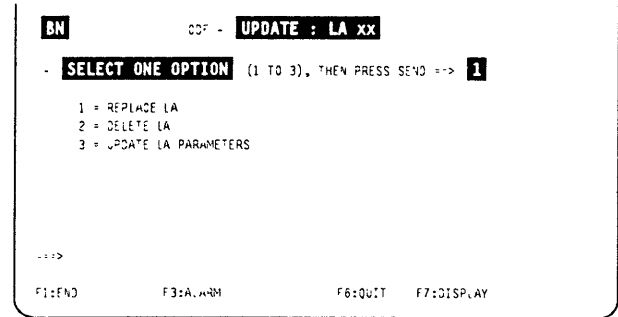 BN CDF - UPDATE : LA xx
- SELECT ONE OPTION (1 TO 3), THEN PRESS SEND ==> 1
1 = REPLACE LA
2 = DELETE LA
3 = UPDATE LA PARAMETERS
===>
F1:END F3:ALARM F6:QUIT F7:DISPLAY